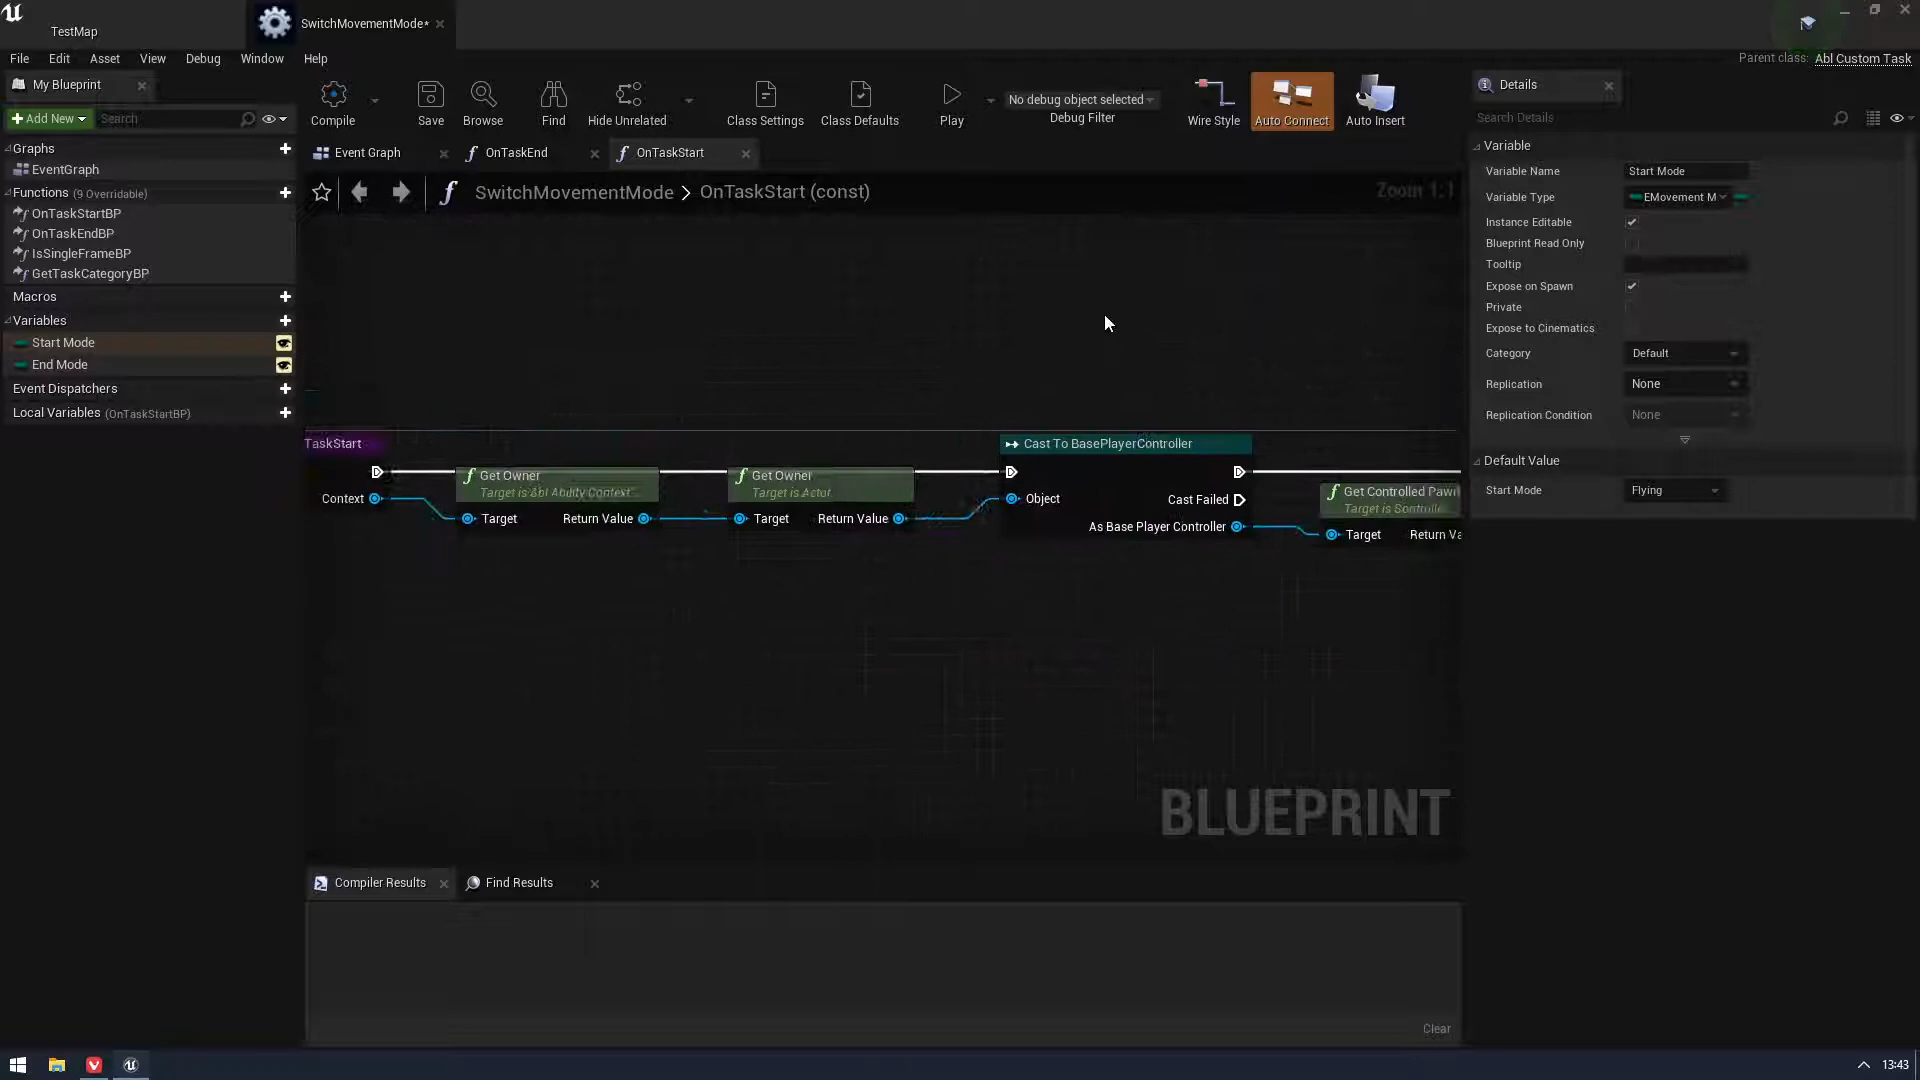 TestMap
SwitchMovementMode*
File Edit Asset View Debug Window Help
Parent class: Abl Custom Task
My Blueprint
Add New
Search
Graphs
EventGraph
Functions (9 Overridable)
OnTaskStartBP
OnTaskEndBP
IsSingleFrameBP
GetTaskCategoryBP
Macros
Variables
Start Mode
End Mode
Event Dispatchers
Local Variables (OnTaskStartBP)
Compile
Save
Browse
Find
Hide Unrelated
Class Settings
Class Defaults
Play
No debug object selected
Debug Filter
Wire Style
Auto Connect
Auto Insert
Event Graph
OnTaskEnd
OnTaskStart
SwitchMovementMode > OnTaskStart (const)
Zoom 1:1
TaskStart
Context
Get Owner
Target is Abl Ability Context
Target
Return Value
Get Owner
Target is Actor
Target
Return Value
Cast To BasePlayerController
Object
Cast Failed
As Base Player Controller
Get Controlled Pawn
Target is Controlle
Target
Return Va
BLUEPRINT
Compiler Results
Find Results
Clear
Details
Search Details
Variable
Variable Name Start Mode
Variable Type EMovement M
Instance Editable
Blueprint Read Only
Tooltip
Expose on Spawn
Private
Expose to Cinematics
Category Default
Replication None
Replication Condition None
Default Value
Start Mode Flying
13:43